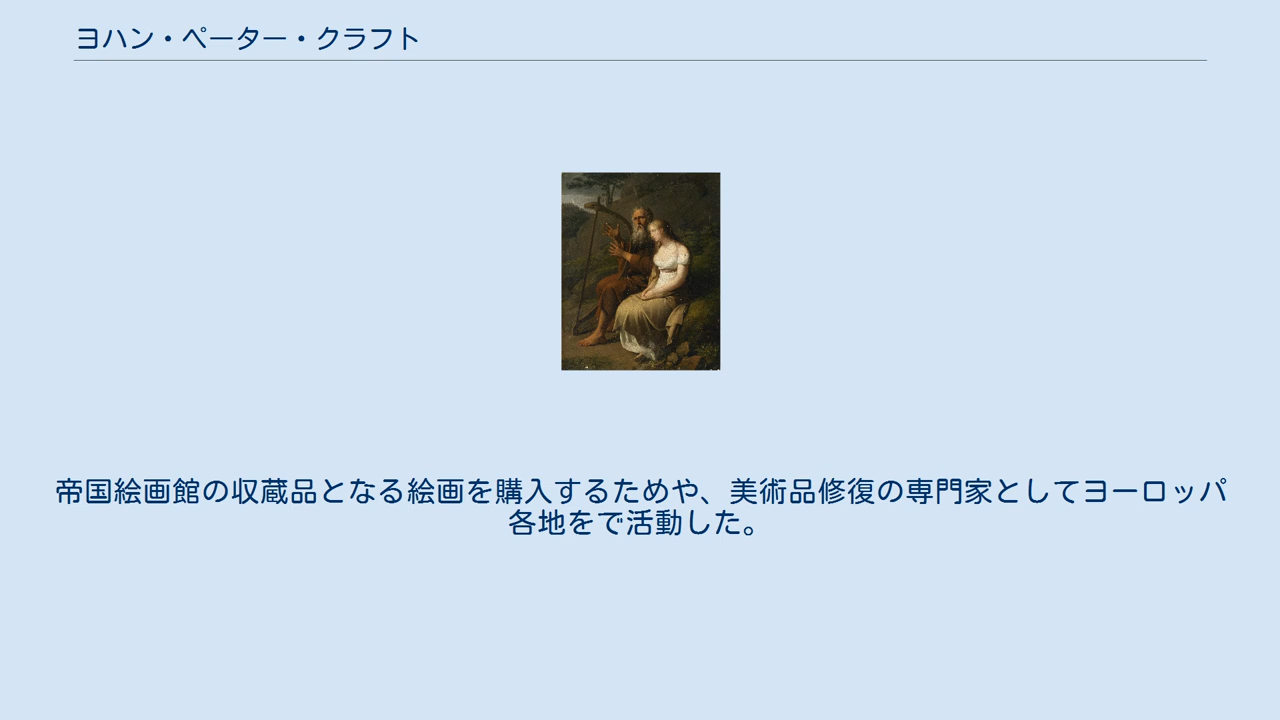 ヨハン・ペーター・クラフト
帝国絵画館の収蔵品となる絵画を購入するためや、美術品修復の専門家としてヨーロッパ
各地をで活動した。